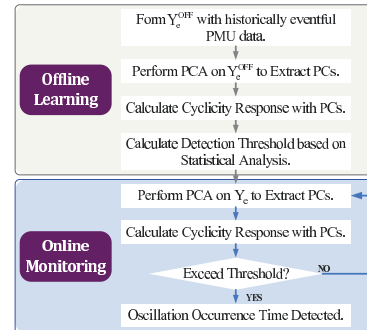 Form Y_e^OFF with historically eventful
PMU data.
Offline
Learning
Perform PCA on Y_e^OFF to Extract PCs.
Calculate Cyclicity Response with PCs.
Calculate Detection Threshold based on
Statistical Analysis.
Online
Monitoring
Perform PCA on Y_e to Extract PCs.
Calculate Cyclicity Response with PCs.
Exceed Threshold?
NO
YES
Oscillation Occurrence Time Detected.